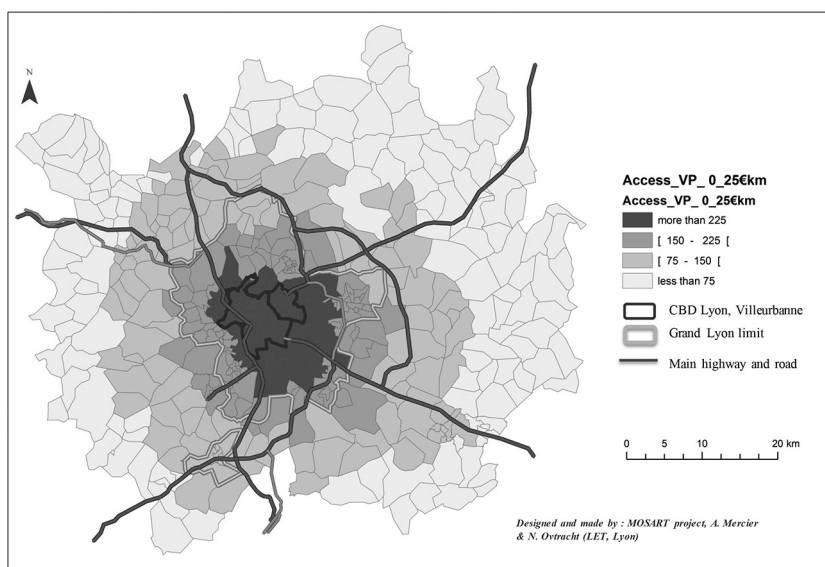 N
Access_VP_ 0_25€km
Access_VP_ 0_25€km
more than 225
[ 150 - 225 [
[ 75 - 150 [
less than 75
CBD Lyon, Villeurbanne
Grand Lyon limit
Main highway and road
0 5 10 20 km
Designed and made by : MOSART project, A. Mercier
& N. Ovtracht (LET, Lyon)